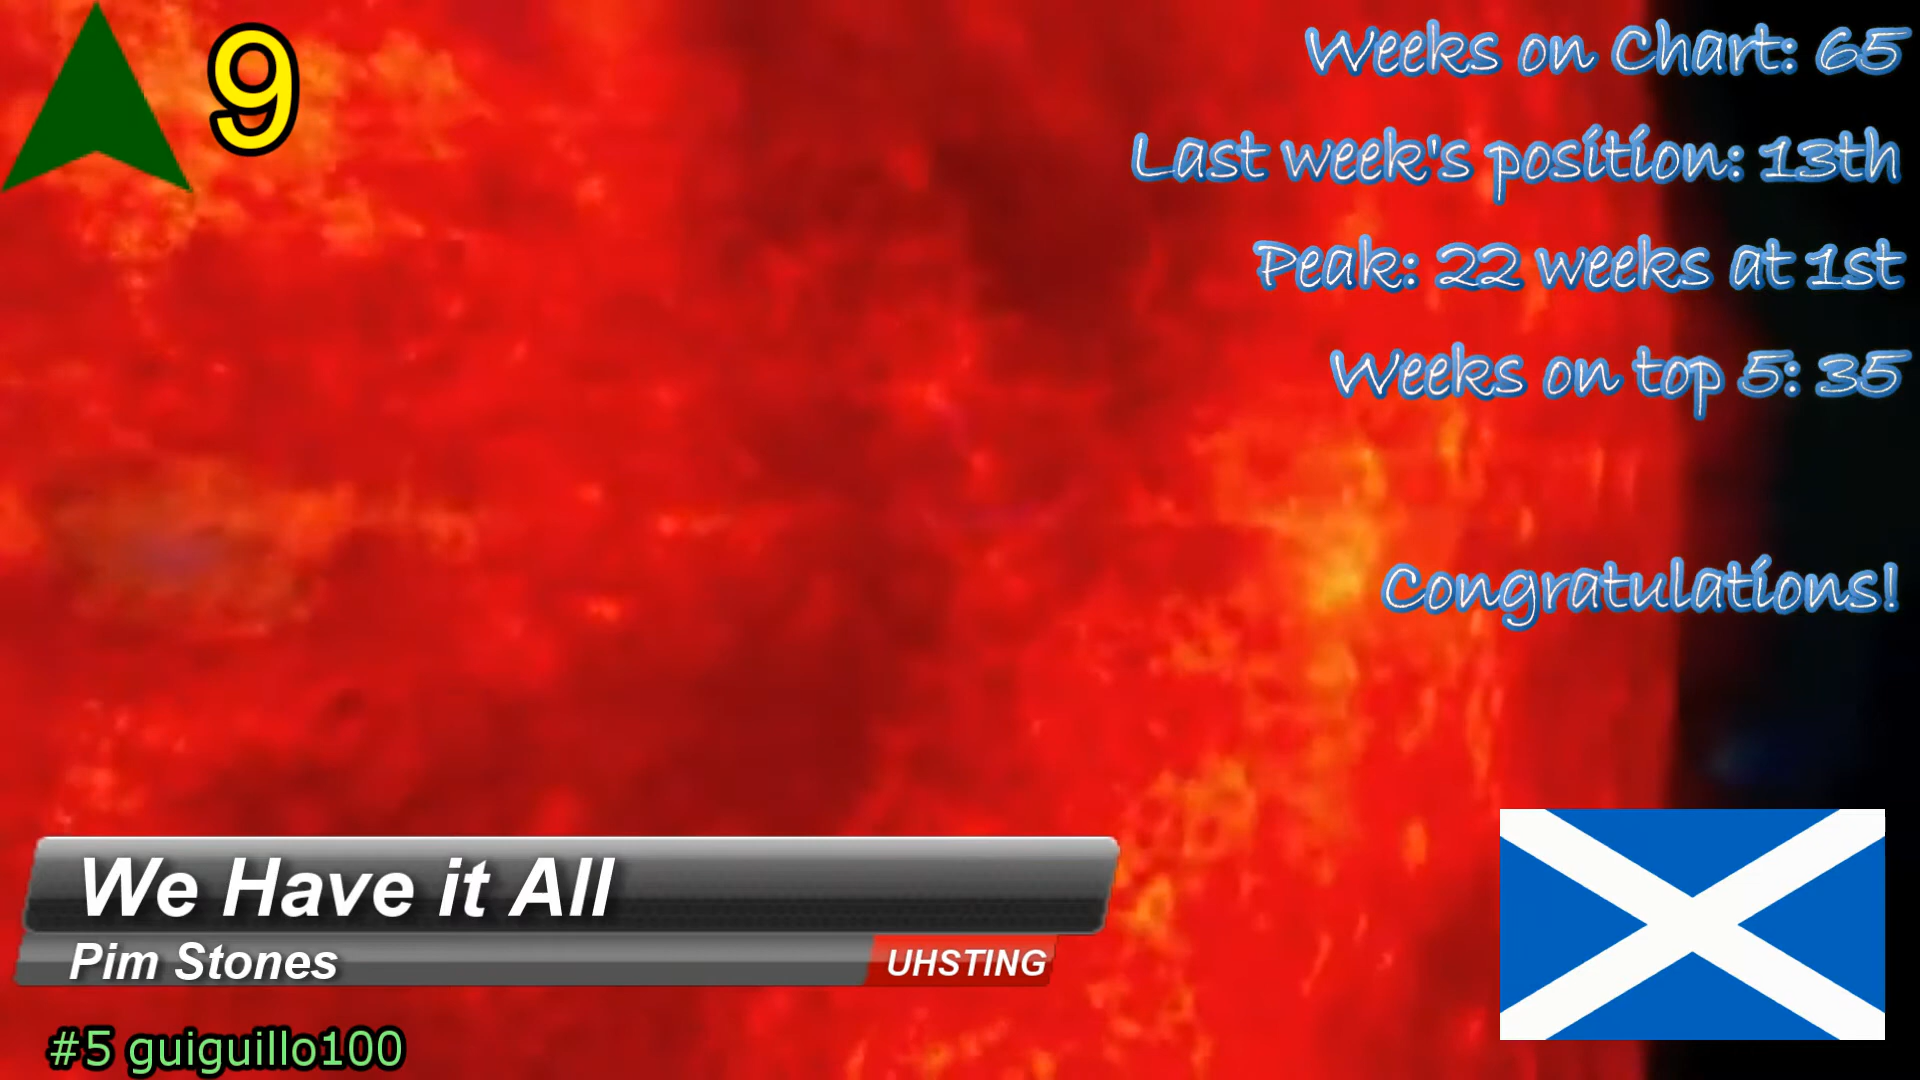 9
Weeks on Chart: 65
Last week's position: 13th
Peak: 22 weeks at 1st
Weeks on top 5: 35
Congratulations!
We Have it All
Pim Stones
UHSTING
#5 guiguillo100